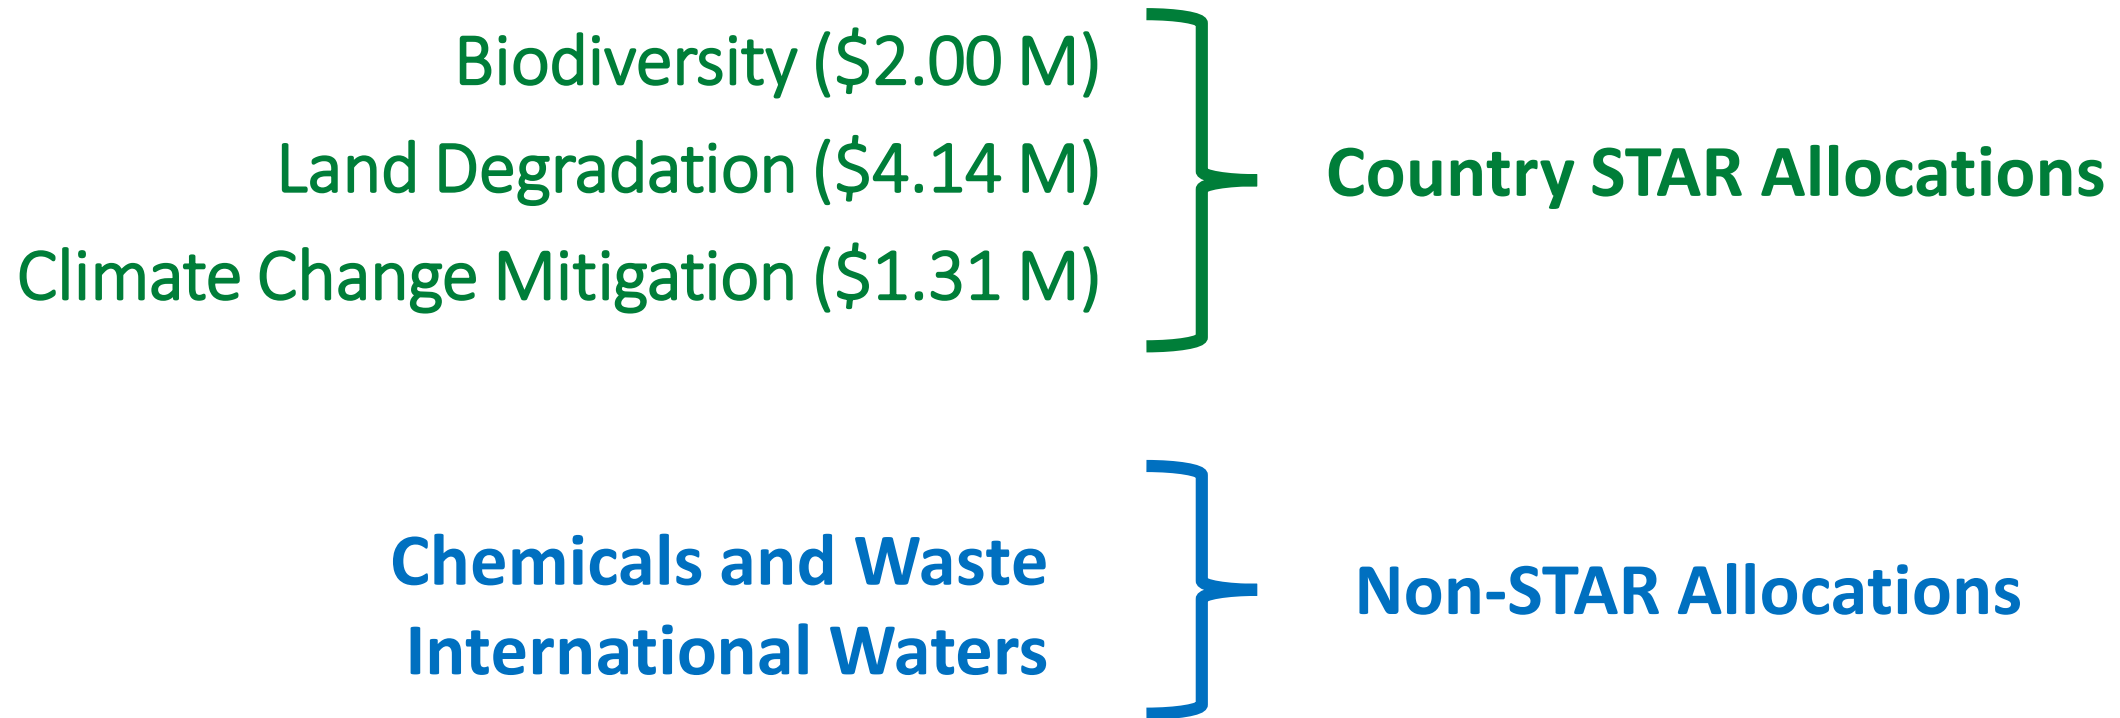 Biodiversity ($2.00 M)
Land Degradation ($4.14 M)
Climate Change Mitigation ($1.31 M)
Country STAR Allocations
Chemicals and Waste
International Waters
Non-STAR Allocations